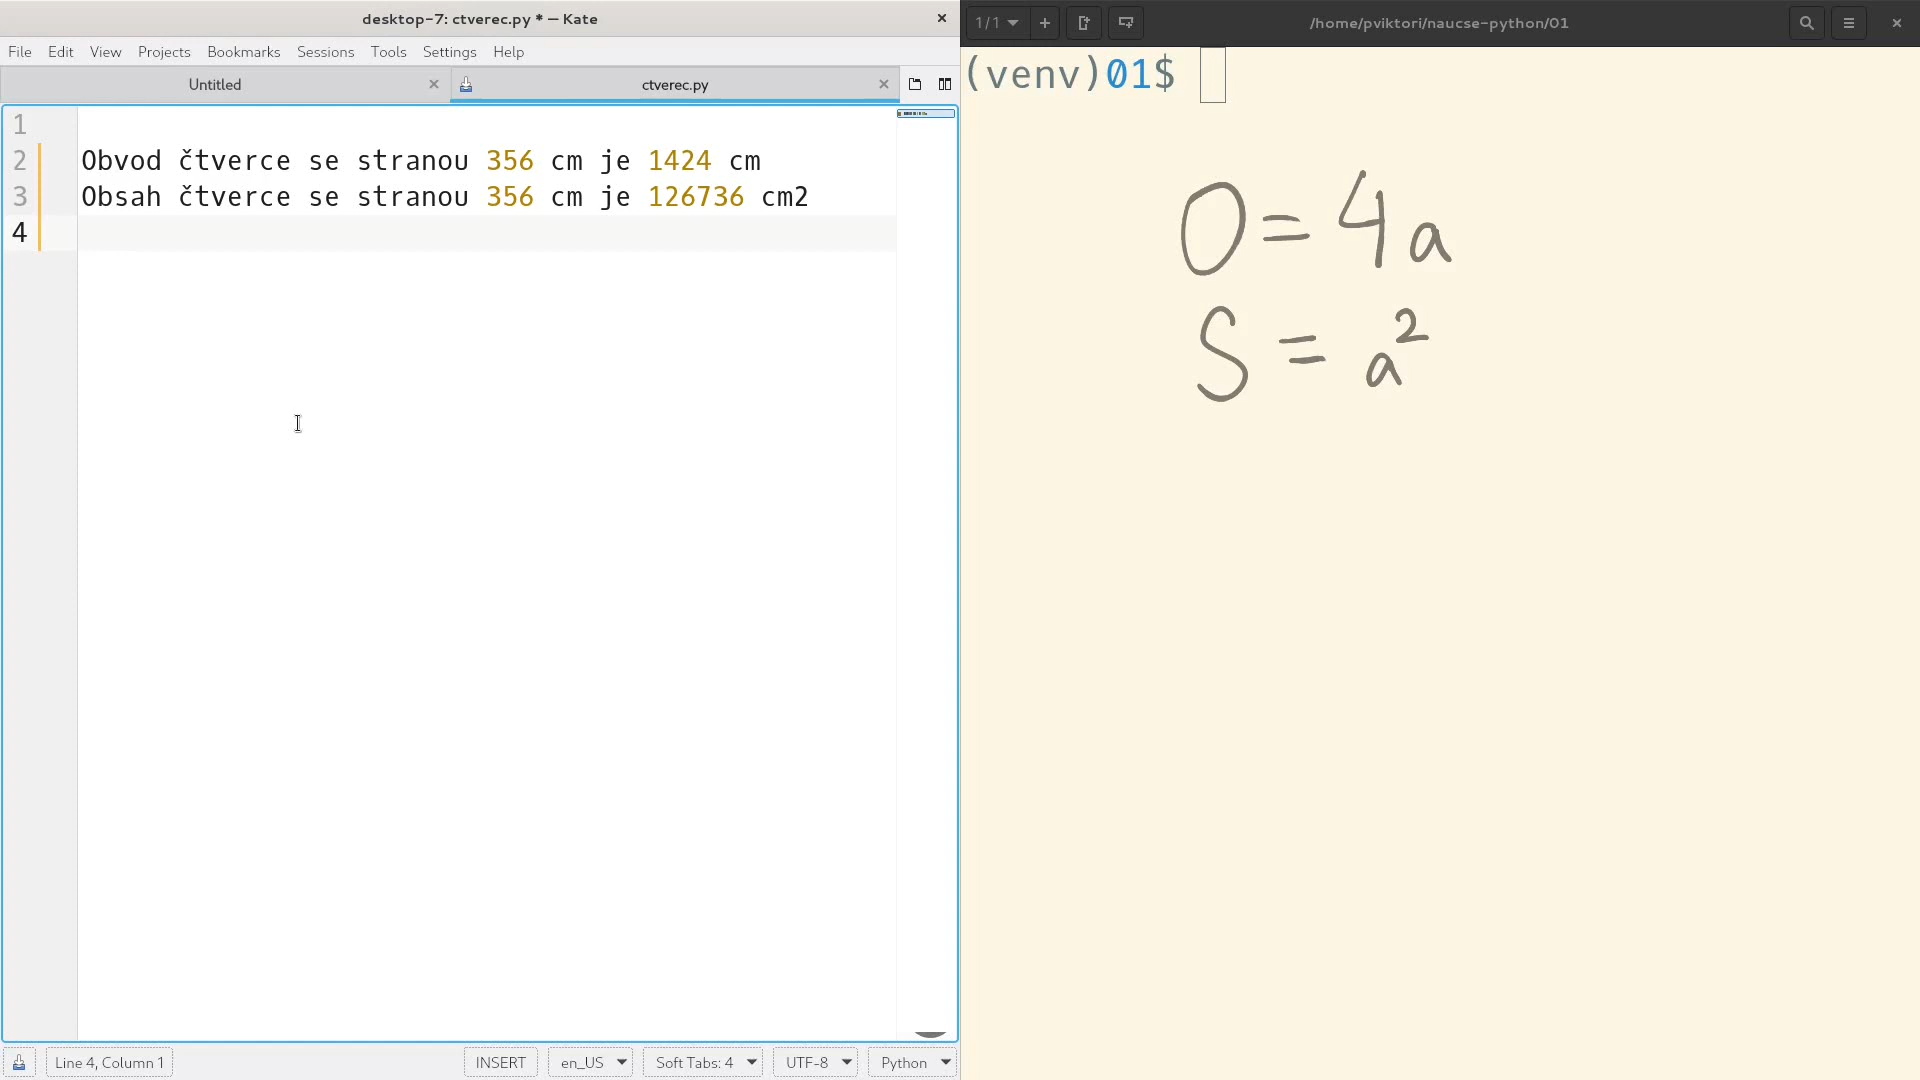 desktop-7: ctverec.py * — Kate
File Edit View Projects Bookmarks Sessions Tools Settings Help
Untitled ctverec.py
1
2 Obvod čtverce se stranou 356 cm je 1424 cm
3 Obsah čtverce se stranou 356 cm je 126736 cm2
4
Line 4, Column 1 INSERT en_US Soft Tabs: 4 UTF-8 Python
1/1 /home/pviktori/naucse-python/01
(venv)01$
O = 4a
S = a²